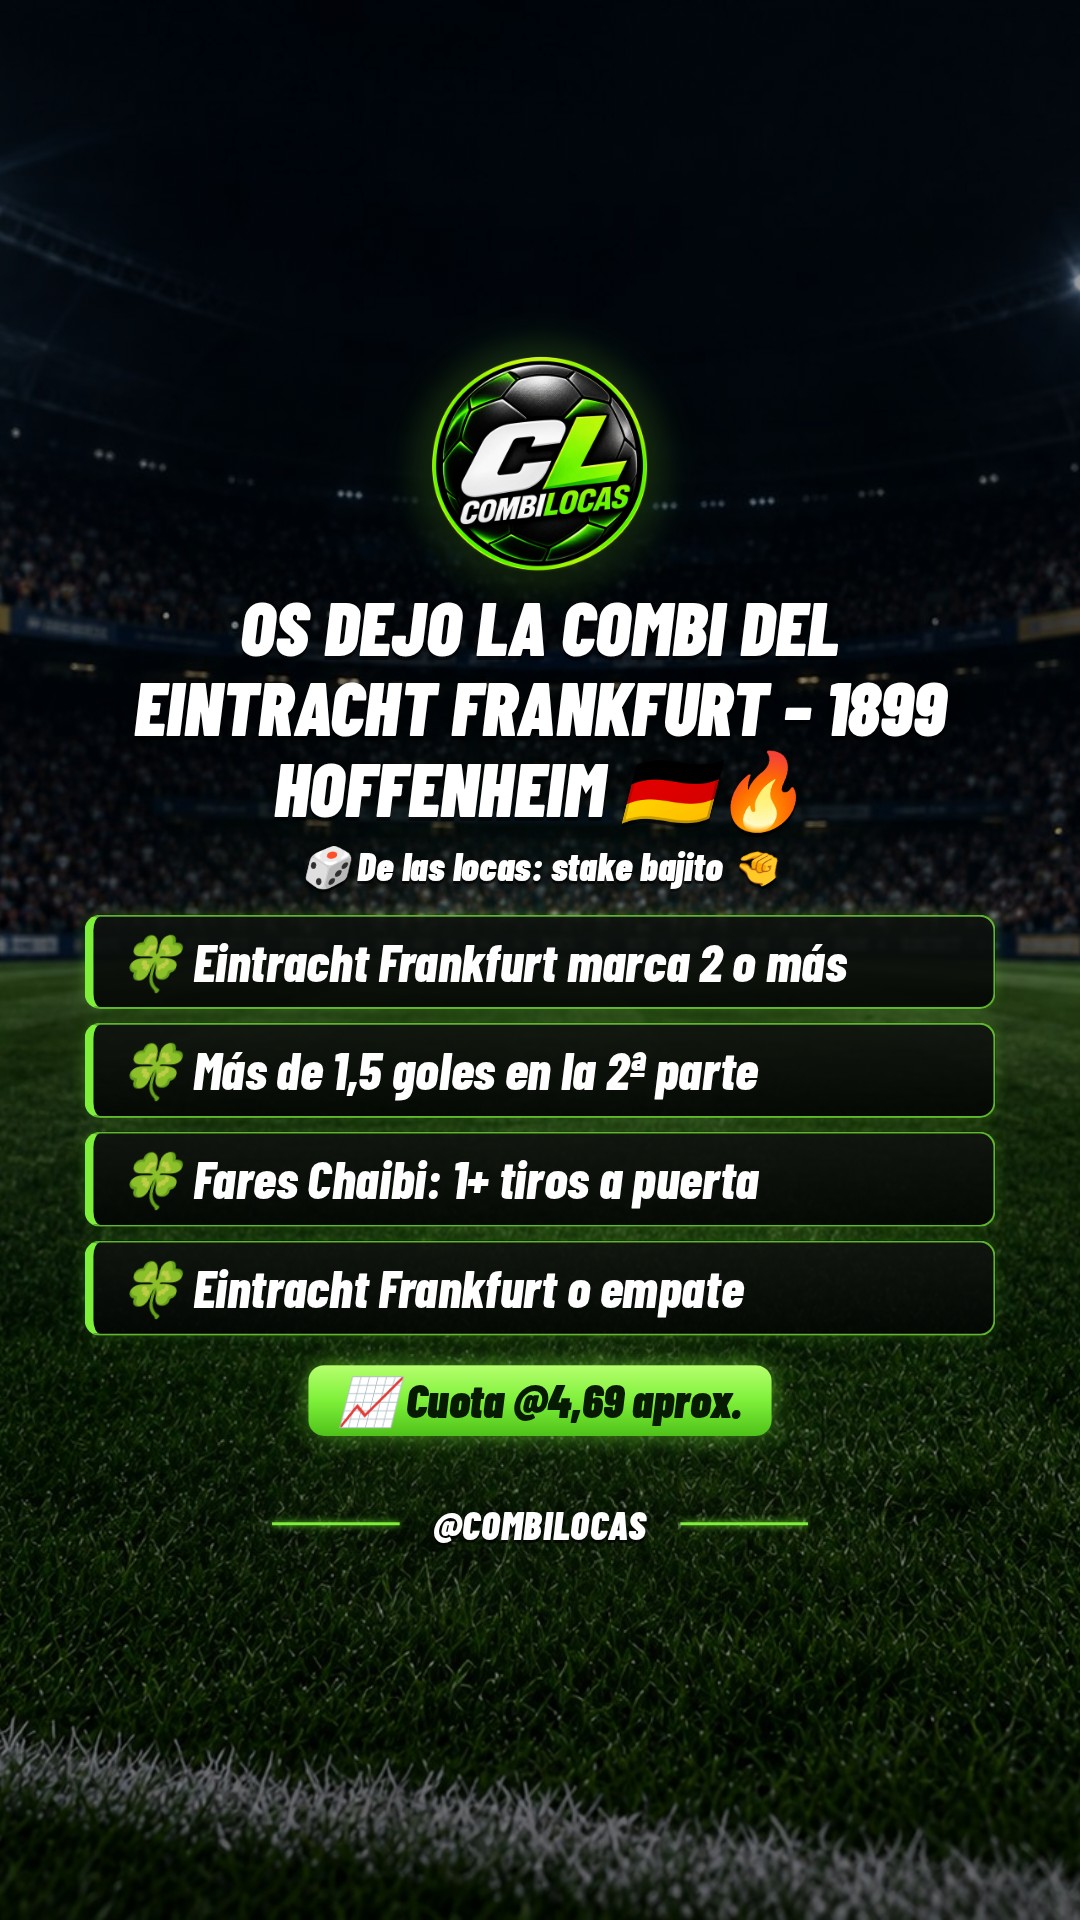 CL
COMBILOCAS
OS DEJO LA COMBI DEL
EINTRACHT FRANKFURT - 1899
HOFFENHEIM 🇩🇪🔥
🎲 De las locas: stake bajito 🤏
🍀 Eintracht Frankfurt marca 2 o más
🍀 Más de 1,5 goles en la 2ª parte
🍀 Fares Chaibi: 1+ tiros a puerta
🍀 Eintracht Frankfurt o empate
📈 Cuota @4,69 aprox.
@COMBILOCAS